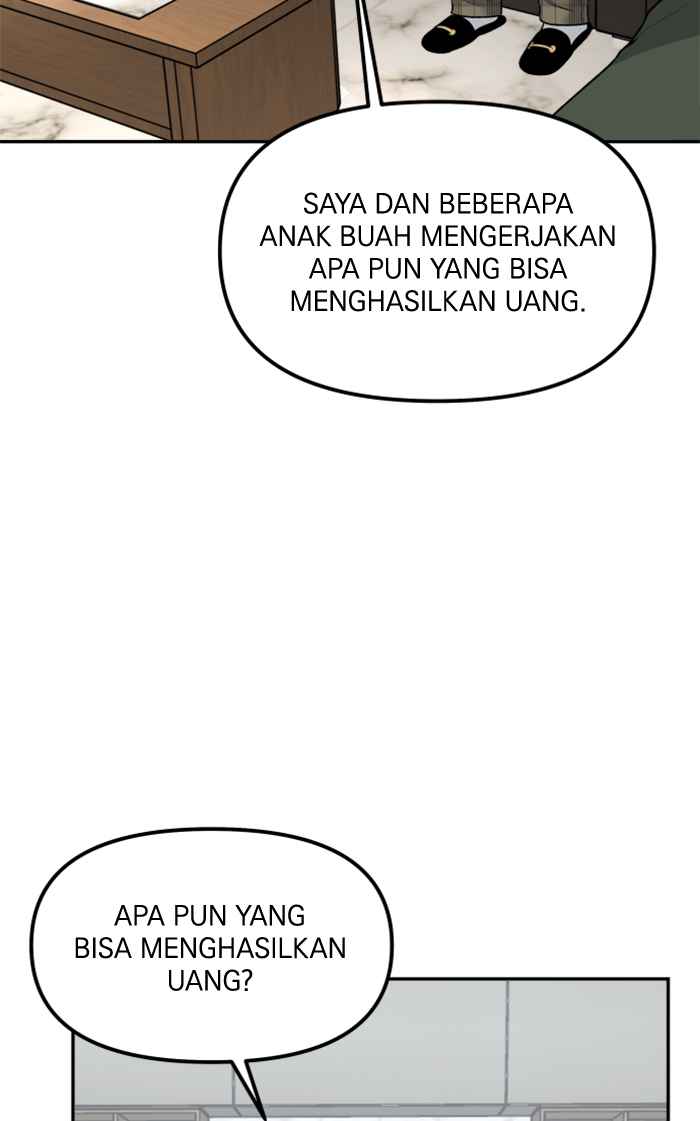 SAYA DAN BEBERAPA
ANAK BUAH MENGERJAKAN
APA PUN YANG BISA
MENGHASILKAN UANG.
APA PUN YANG
BISA MENGHASILKAN
UANG?